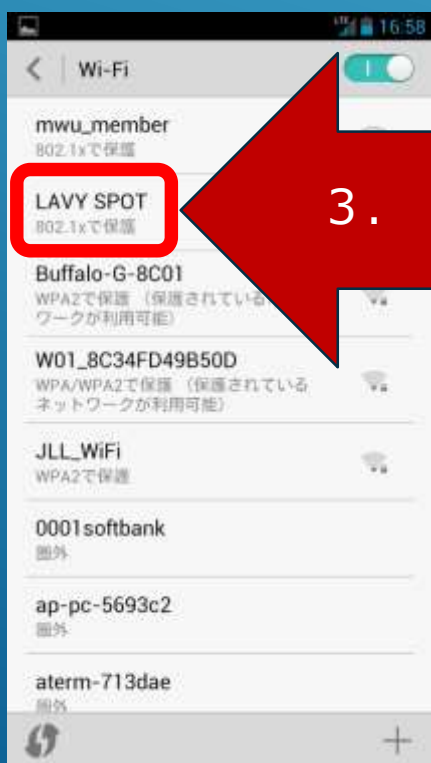 LTE 16:58
Wi-Fi
mwu_member
802.1xで保護
LAVY SPOT
802.1xで保護
3.
Buffalo-G-8C01
WPA2で保護 （保護されている
ワークが利用可能）
W01_8C34FD49B50D
WPA/WPA2で保護 （保護されている
ネットワークが利用可能）
JLL_WiFi
WPA2で保護
0001softbank
圏外
ap-pc-5693c2
圏外
aterm-713dae
圏外